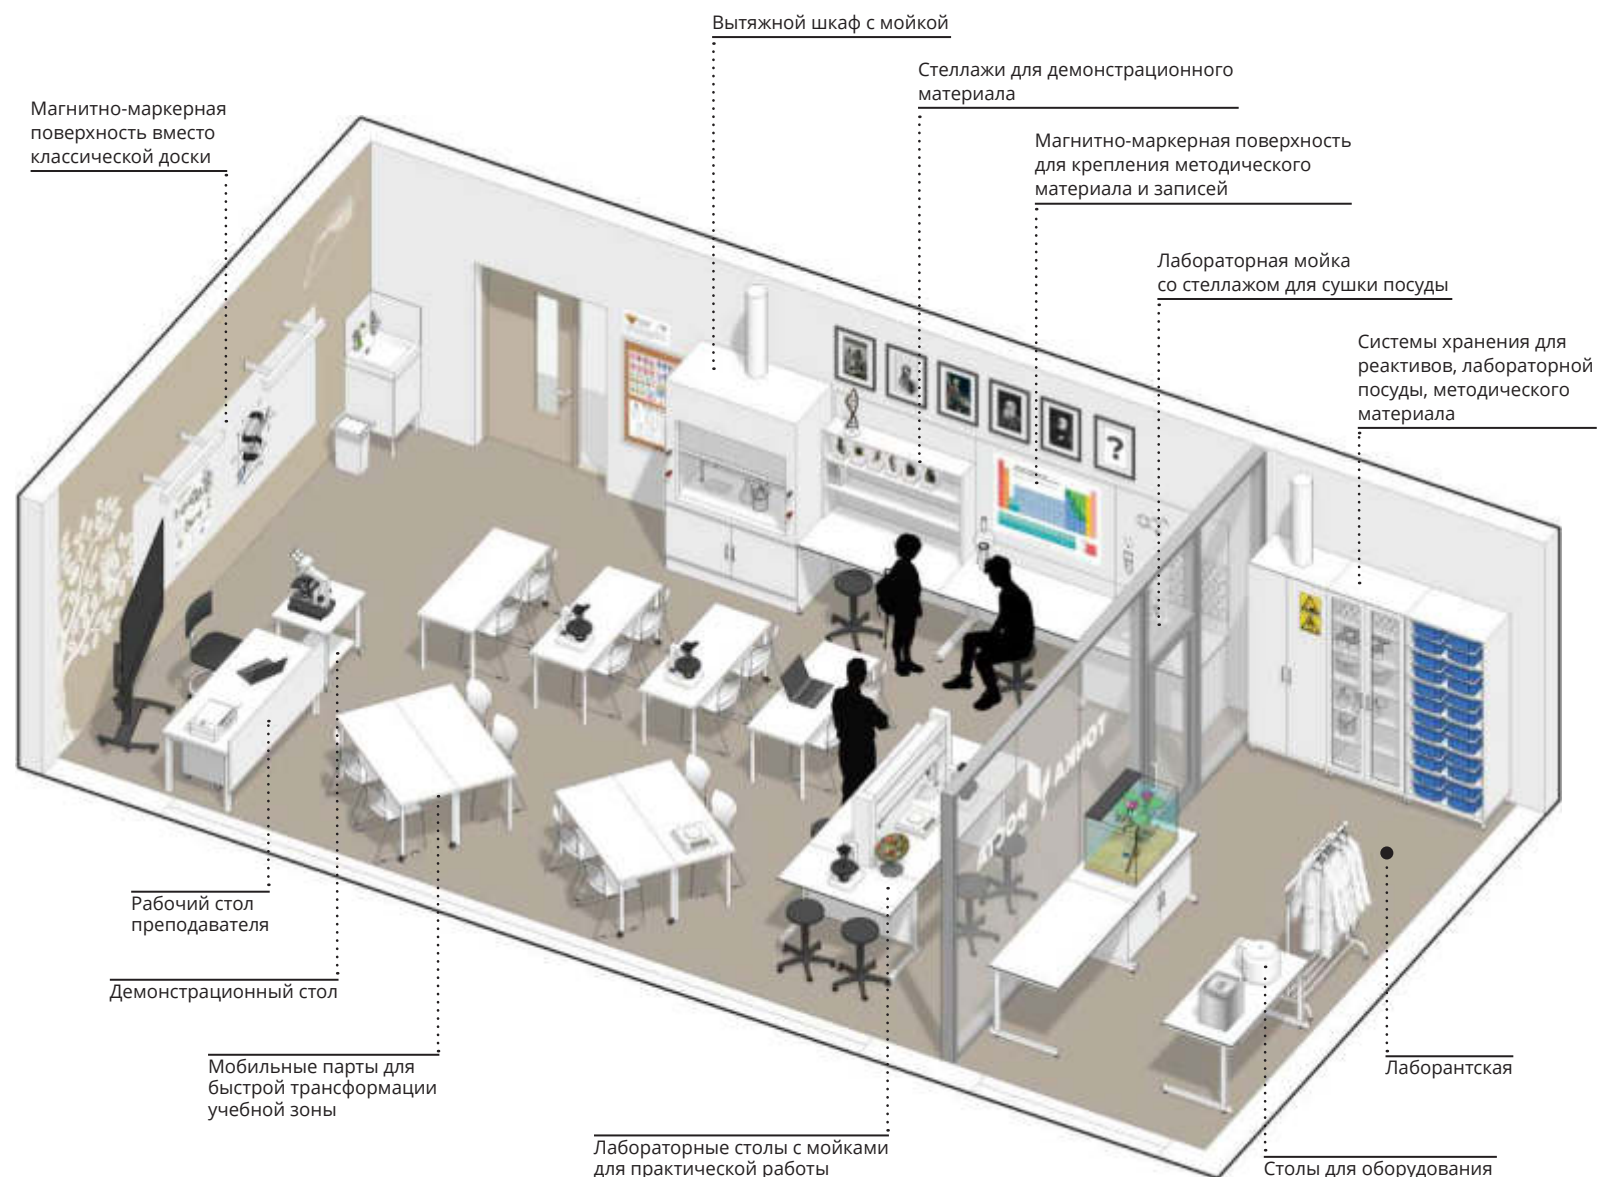 Вытяжной шкаф с мойкой
Стеллажи для демонстрационного
материала
Магнитно-маркерная
поверхность вместо
классической доски
Магнитно-маркерная поверхность
для крепления методического
материала и записей
Лабораторная мойка
со стеллажом для сушки посуды
Системы хранения для
реактивов, лабораторной
посуды, методического
материала
?
ТОЧКА
РОСТА
Рабочий стол
преподавателя
Демонстрационный стол
Мобильные парты для
быстрой трансформации
учебной зоны
Лабораторные столы с мойками
для практической работы
Лаборантская
Столы для оборудования